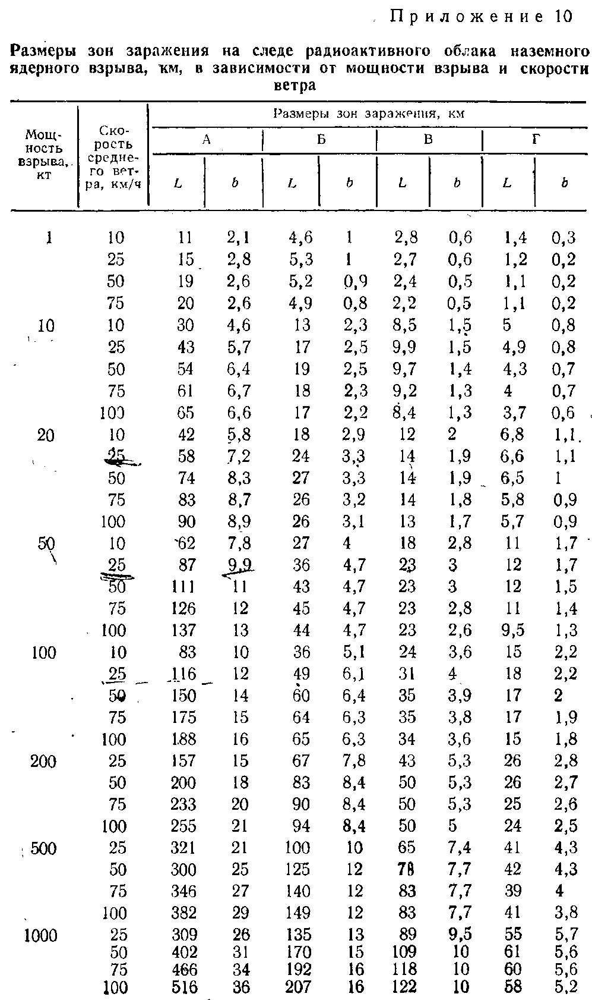 Приложение 10
Размеры зон заражения на следе радиоактивного облака наземного
ядерного взрыва, км, в зависимости от мощности взрыва и скорости
ветра
Мощ-
ность
взрыва,
кт
Ско-
рость
средне-
го вет-
ра, км/ч
Размеры зон заражения, км
А Б В Г
L b L b L b L b
1 10 11 2,1 4,6 1 2,8 0,6 1,4 0,3
25 15 2,8 5,3 1 2,7 0,6 1,2 0,2
50 19 2,6 5,2 0,9 2,4 0,5 1,1 0,2
75 20 2,6 4,9 0,8 2,2 0,5 1,1 0,2
10 10 30 4,6 13 2,3 8,5 1,5 5 0,8
25 43 5,7 17 2,5 9,9 1,5 4,9 0,8
50 54 6,4 19 2,5 9,7 1,4 4,3 0,7
75 61 6,7 18 2,3 9,2 1,3 4 0,7
100 65 6,6 17 2,2 8,4 1,3 3,7 0,6
20 10 42 5,8 18 2,9 12 2 6,8 1,1
25 58 7,2 24 3,3 14 1,9 6,6 1,1
50 74 8,3 27 3,3 14 1,9 6,5 1
75 83 8,7 26 3,2 14 1,8 5,8 0,9
100 90 8,9 26 3,1 13 1,7 5,7 0,9
50 10 62 7,8 27 4 18 2,8 11 1,7
25 87 9,9 36 4,7 23 3 12 1,7
50 111 11 43 4,7 23 3 12 1,5
75 126 12 45 4,7 23 2,8 11 1,4
100 137 13 44 4,7 23 2,6 9,5 1,3
100 10 83 10 36 5,1 24 3,6 15 2,2
25 116 12 49 6,1 31 4 18 2,2
50 150 14 60 6,4 35 3,9 17 2
75 175 15 64 6,3 35 3,8 17 1,9
100 188 16 65 6,3 34 3,6 15 1,8
200 25 157 15 67 7,8 43 5,3 26 2,8
50 200 18 83 8,4 50 5,3 26 2,7
75 233 20 90 8,4 50 5,3 25 2,6
100 255 21 94 8,4 50 5 24 2,5
500 25 321 21 100 10 65 7,4 41 4,3
50 300 25 125 12 78 7,7 42 4,3
75 346 27 140 12 83 7,7 39 4
100 382 29 149 12 83 7,7 41 3,8
1000 25 309 26 135 13 89 9,5 55 5,7
50 402 31 170 15 109 10 61 5,6
75 466 34 192 16 118 10 60 5,6
100 516 36 207 16 122 10 58 5,2